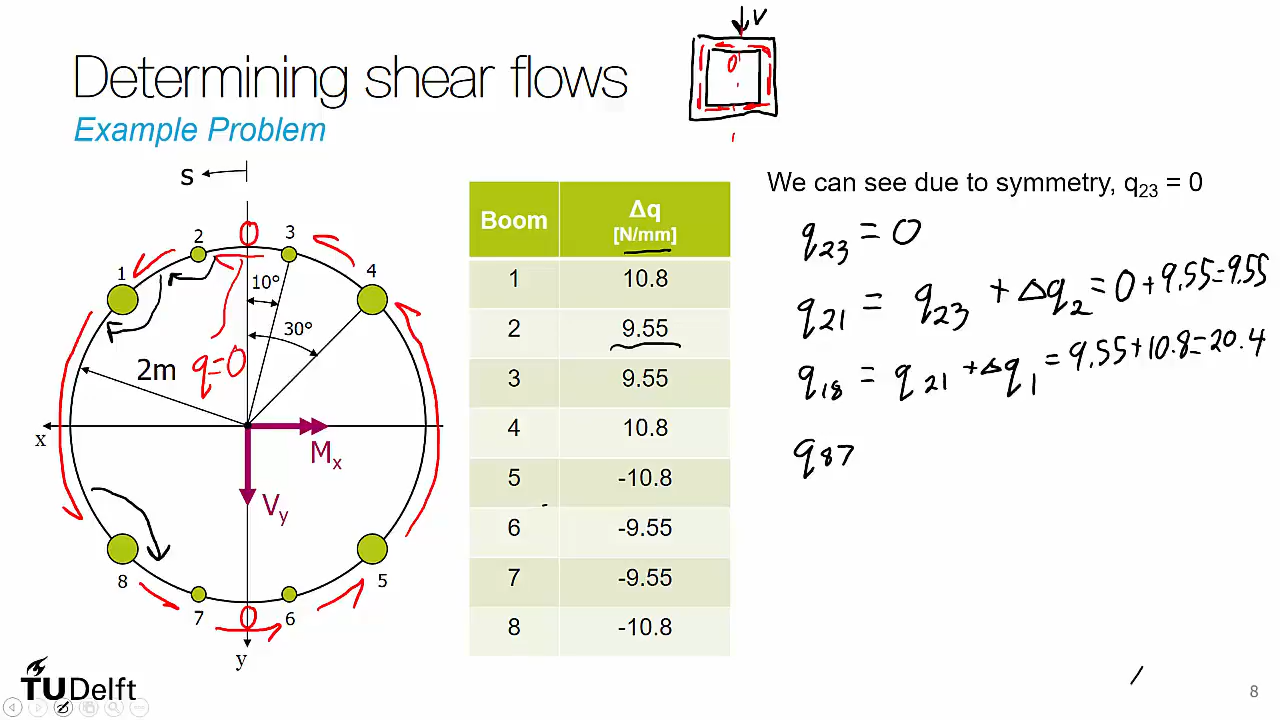 V
0
Determining shear flows
Example Problem
s
2
0
3
1
4
10°
30°
2m
q=0
x
Mx
Vy
8
5
7
0
6
y
Boom Δq [N/mm]
1 10.8
2 9.55
3 9.55
4 10.8
5 -10.8
6 -9.55
7 -9.55
8 -10.8
We can see due to symmetry, q23 = 0
q23 = 0
q21 = q23 + Δq2 = 0 + 9.55 = 9.55
q18 = q21 + Δq1 = 9.55 + 10.8 = 20.4
q87
TUDelft
8